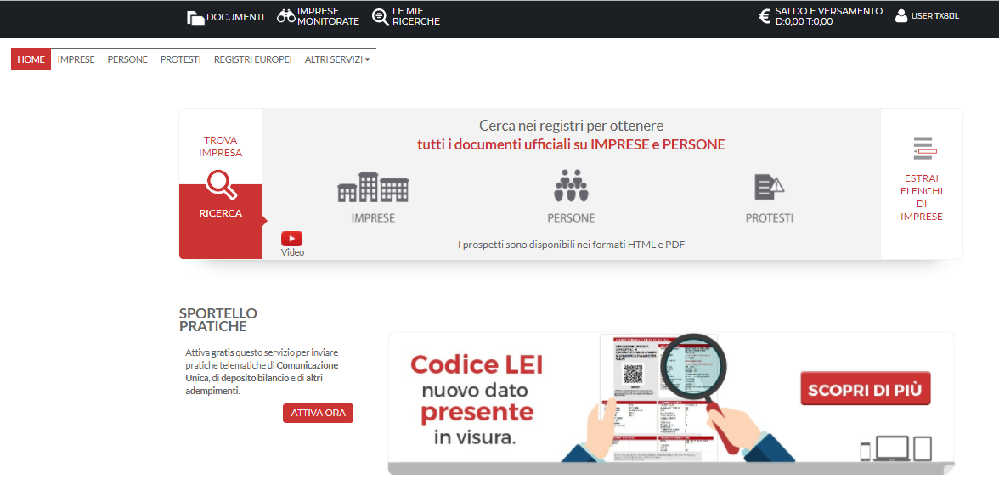 DOCUMENTI
IMPRESE
MONITORATE
LE MIE
RICERCHE
SALDO E VERSAMENTO
D:0,00 T:0,00
USER TX8IJL
HOME IMPRESE PERSONE PROTESTI REGISTRI EUROPEI ALTRI SERVIZI
TROVA
IMPRESA
RICERCA
Cerca nei registri per ottenere
tutti i documenti ufficiali su IMPRESE e PERSONE
IMPRESE PERSONE PROTESTI
Video
I prospetti sono disponibili nei formati HTML e PDF
ESTRAI
ELENCHI
DI
IMPRESE
SPORTELLO
PRATICHE
Attiva gratis questo servizio per inviare
pratiche telematiche di Comunicazione
Unica, di deposito bilancio e di altri
adempimenti.
ATTIVA ORA
Codice LEI
nuovo dato
presente
in visura.
SCOPRI DI PIÙ